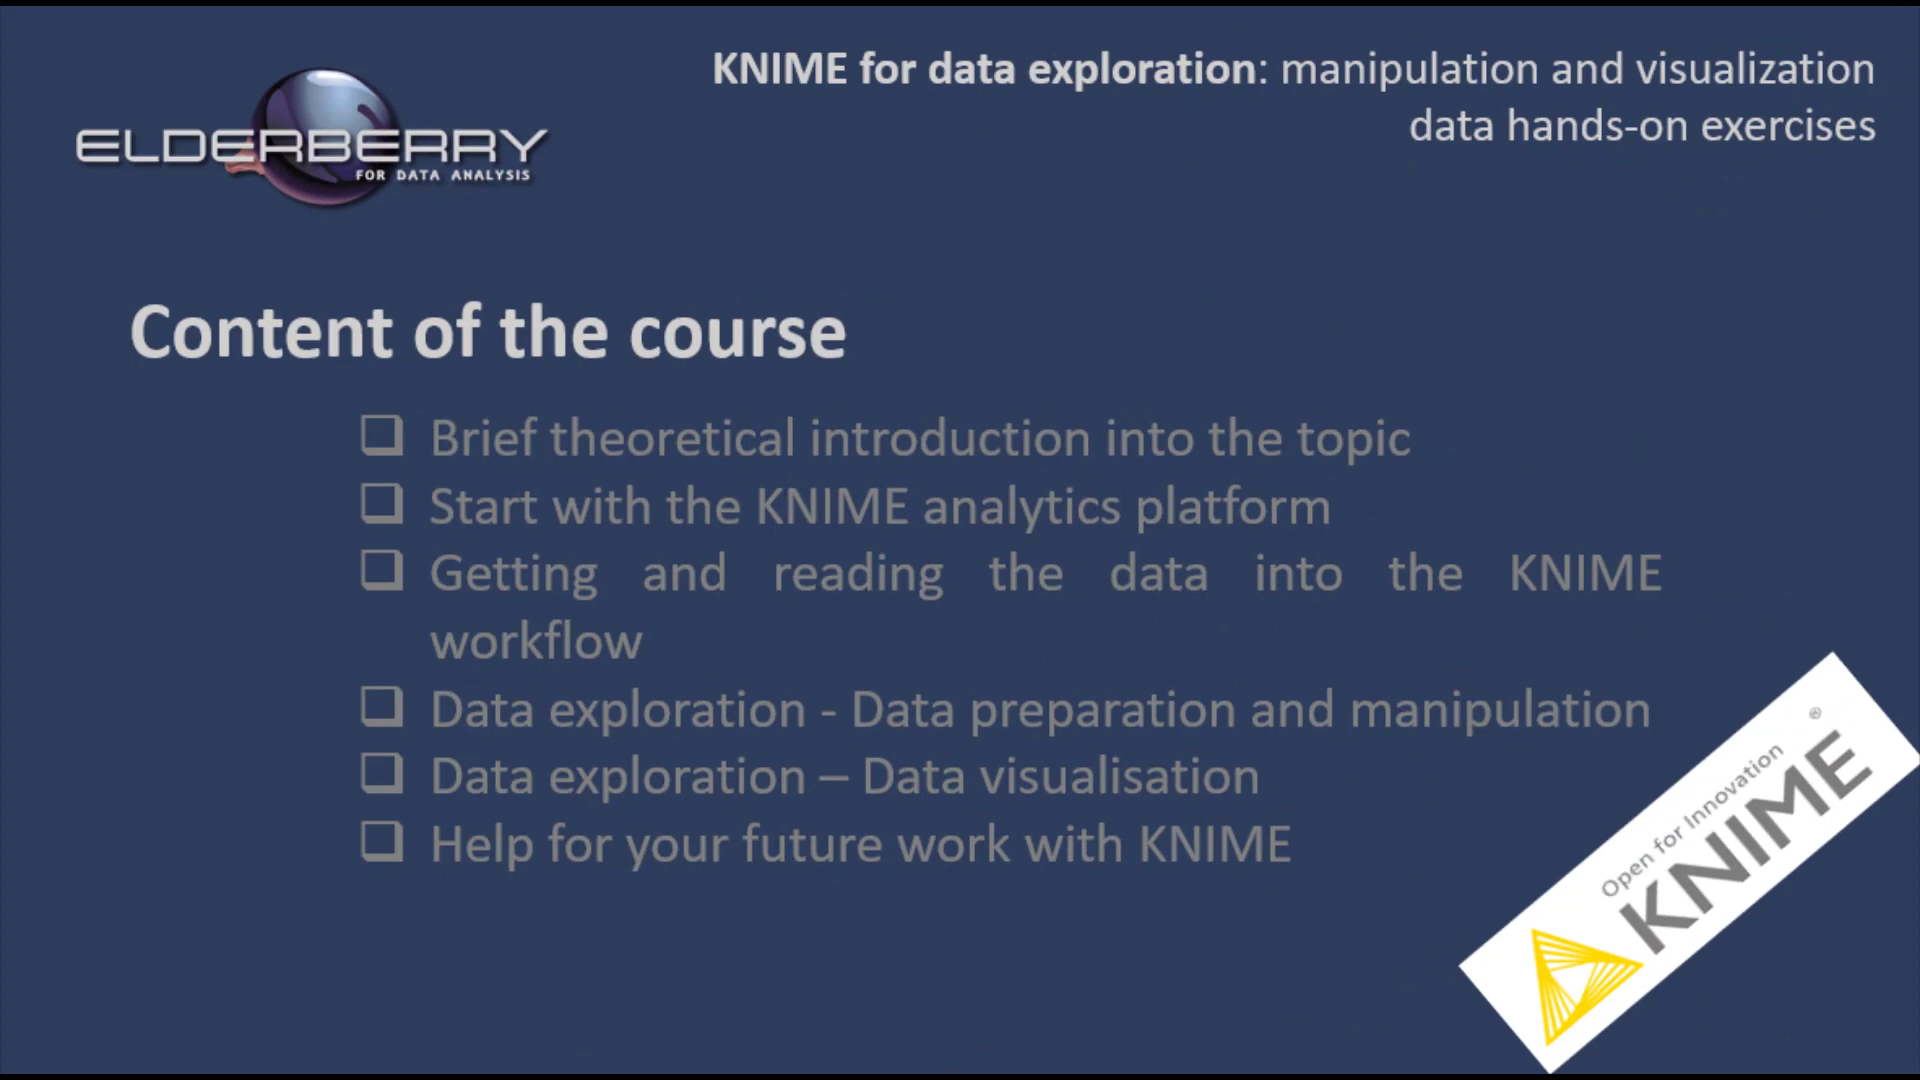 KNIME for data exploration: manipulation and visualization
data hands-on exercises
ELDERBERRY
FOR DATA ANALYSIS
Content of the course
❑ Brief theoretical introduction into the topic
❑ Start with the KNIME analytics platform
❑ Getting and reading the data into the KNIME
workflow
❑ Data exploration - Data preparation and manipulation
❑ Data exploration – Data visualisation
❑ Help for your future work with KNIME
Open for Innovation ®
KNIME